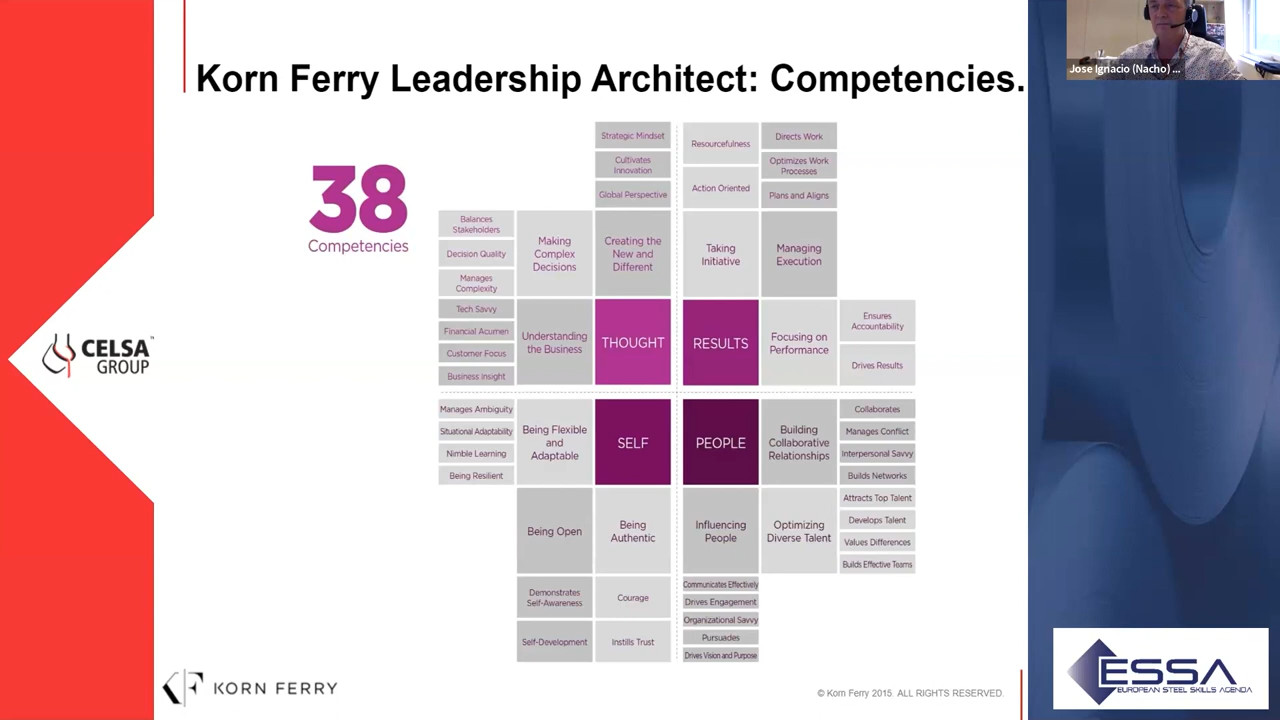 Korn Ferry Leadership Architect: Competencies.
Jose Ignacio (Nacho) ...
38
Competencies
Strategic Mindset
Cultivates
Innovation
Global Perspective
Resourcefulness
Action Oriented
Directs Work
Optimizes Work
Processes
Plans and Aligns
Balances
Stakeholders
Decision Quality
Manages
Complexity
Making
Complex
Decisions
Creating the
New and
Different
Taking
Initiative
Managing
Execution
Tech Savvy
Financial Acumen
Customer Focus
Business Insight
Understanding
the Business
THOUGHT
RESULTS
Focusing on
Performance
Ensures
Accountability
Drives Results
Manages Ambiguity
Situational Adaptability
Nimble Learning
Being Resilient
Being Flexible
and
Adaptable
SELF
PEOPLE
Building
Collaborative
Relationships
Collaborates
Manages Conflict
Interpersonal Savvy
Builds Networks
Being Open
Being
Authentic
Influencing
People
Optimizing
Diverse Talent
Attracts Top Talent
Develops Talent
Values Differences
Builds Effective Teams
Demonstrates
Self-Awareness
Self-Development
Courage
Instills Trust
Communicates Effectively
Drives Engagement
Organizational Savvy
Pursuades
Drives Vision and Purpose
CELSA
GROUP
™
KORN FERRY
© Korn Ferry 2015. ALL RIGHTS RESERVED.
ESSA
EUROPEAN STEEL SKILLS AGENDA